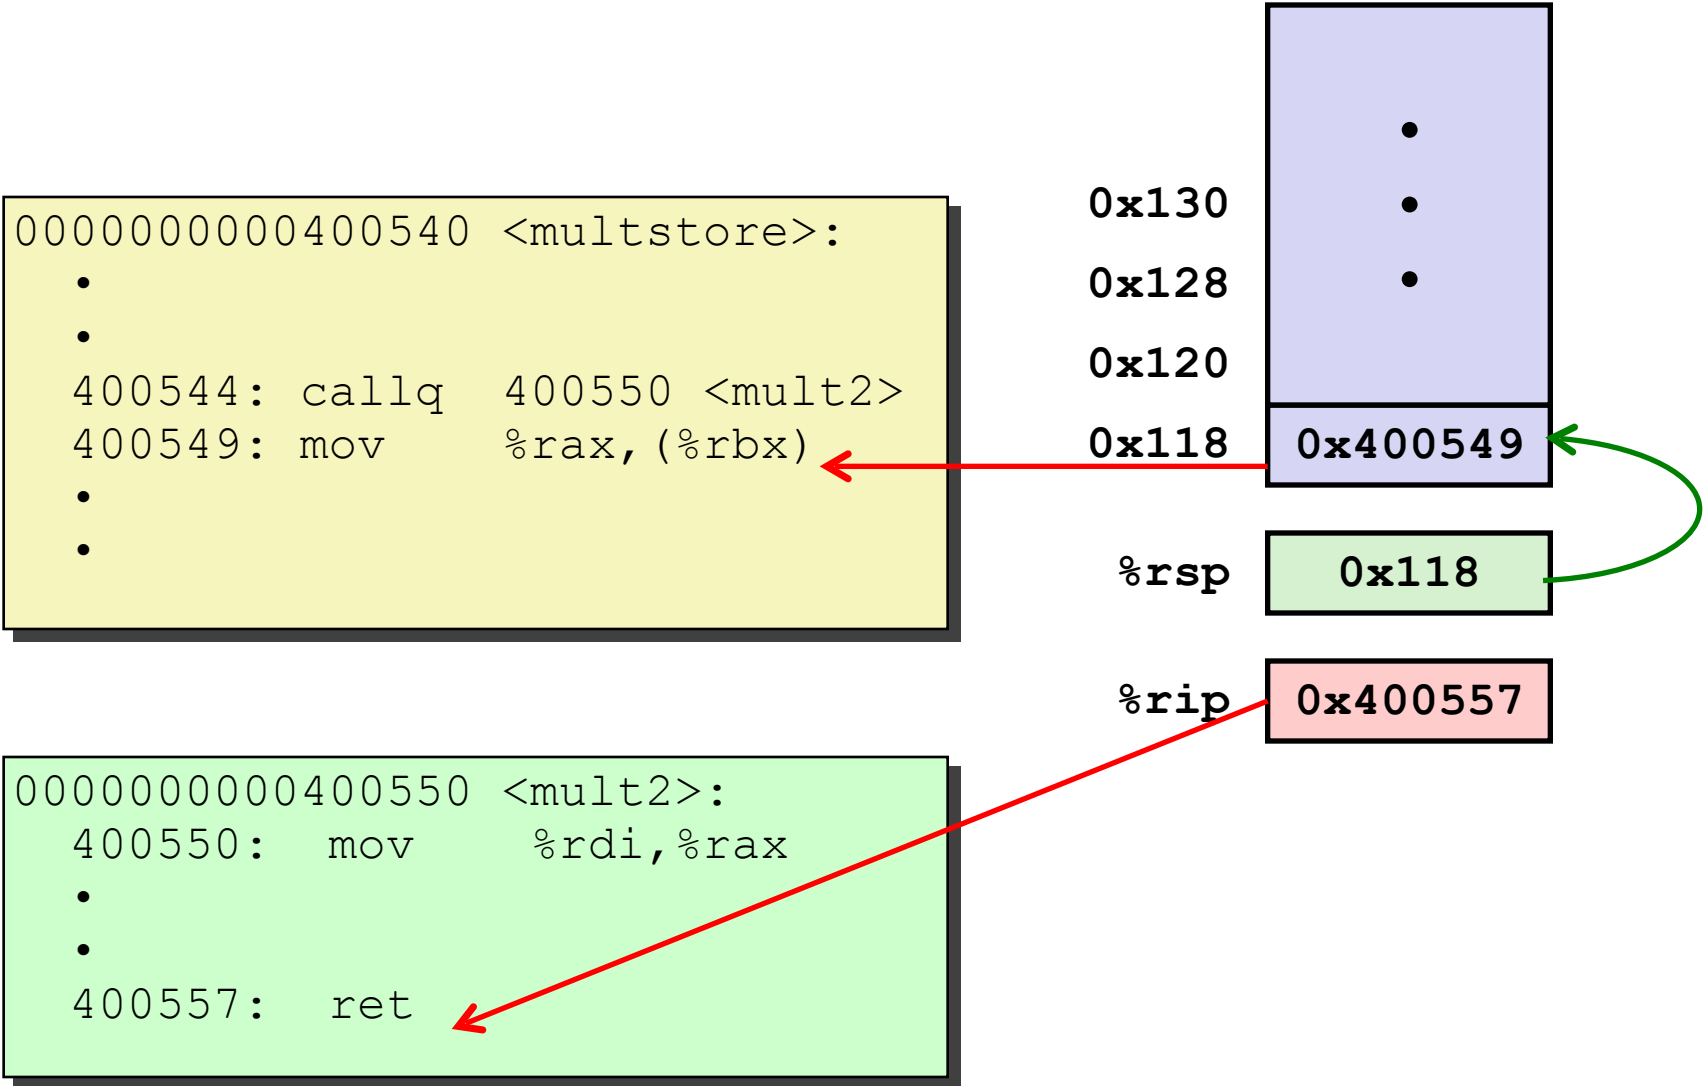 0000000000400540 <multstore>:
•
•
400544: callq 400550 <mult2>
400549: mov %rax,(%rbx)
•
•
0000000000400550 <mult2>:
400550: mov %rdi,%rax
•
•
400557: ret
•
•
•
0x130
0x128
0x120
0x118 0x400549
%rsp 0x118
%rip 0x400557